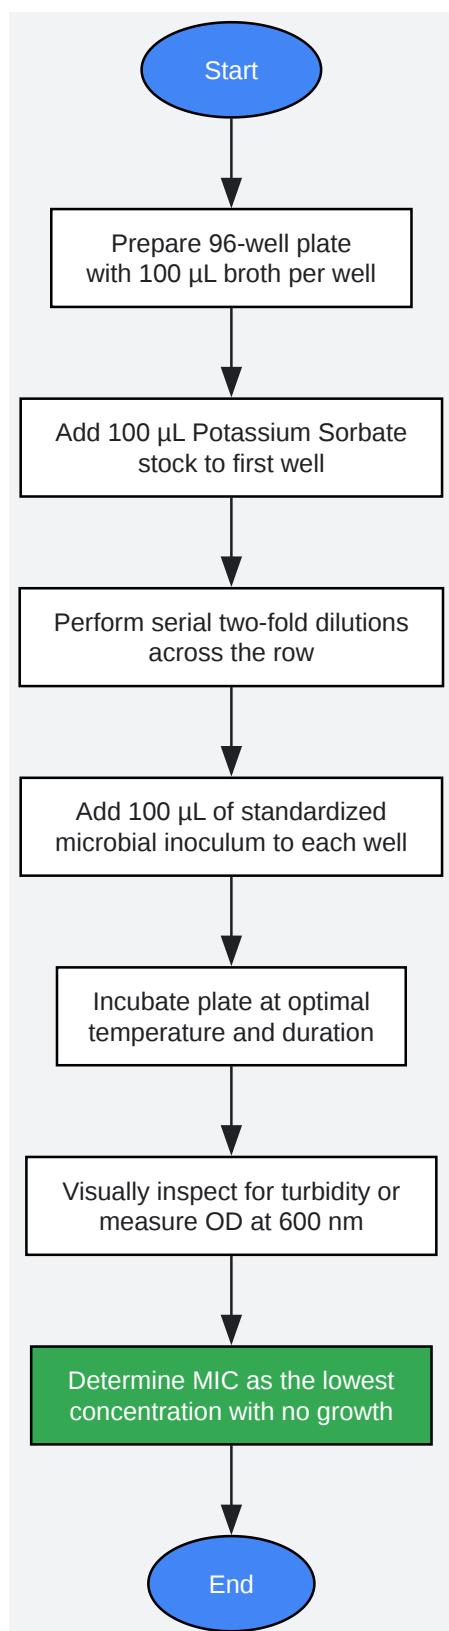 Start
Prepare 96-well plate
with 100 µL broth per well
Add 100 µL Potassium Sorbate
stock to first well
Perform serial two-fold dilutions
across the row
Add 100 µL of standardized
microbial inoculum to each well
Incubate plate at optimal
temperature and duration
Visually inspect for turbidity or
measure OD at 600 nm
Determine MIC as the lowest
concentration with no growth
End